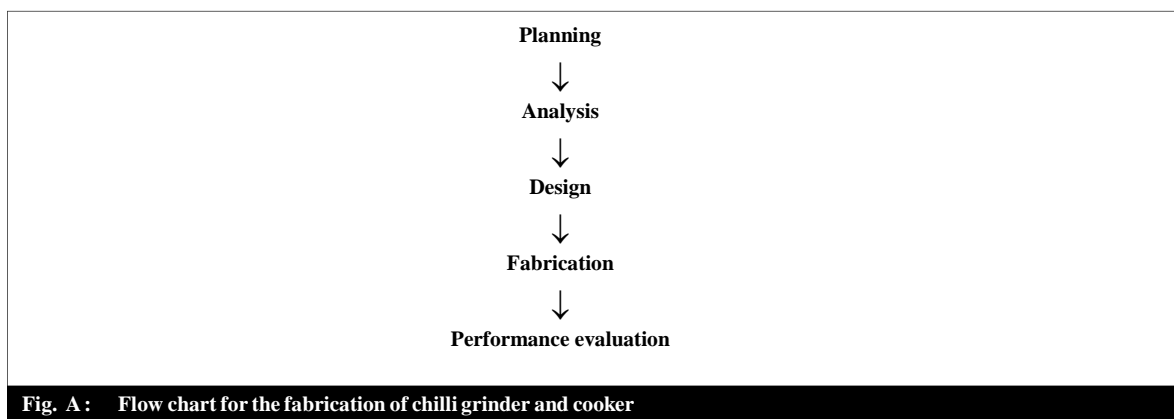 Planning
↓
Analysis
↓
Design
↓
Fabrication
↓
Performance evaluation
Fig. A : Flow chart for the fabrication of chilli grinder and cooker